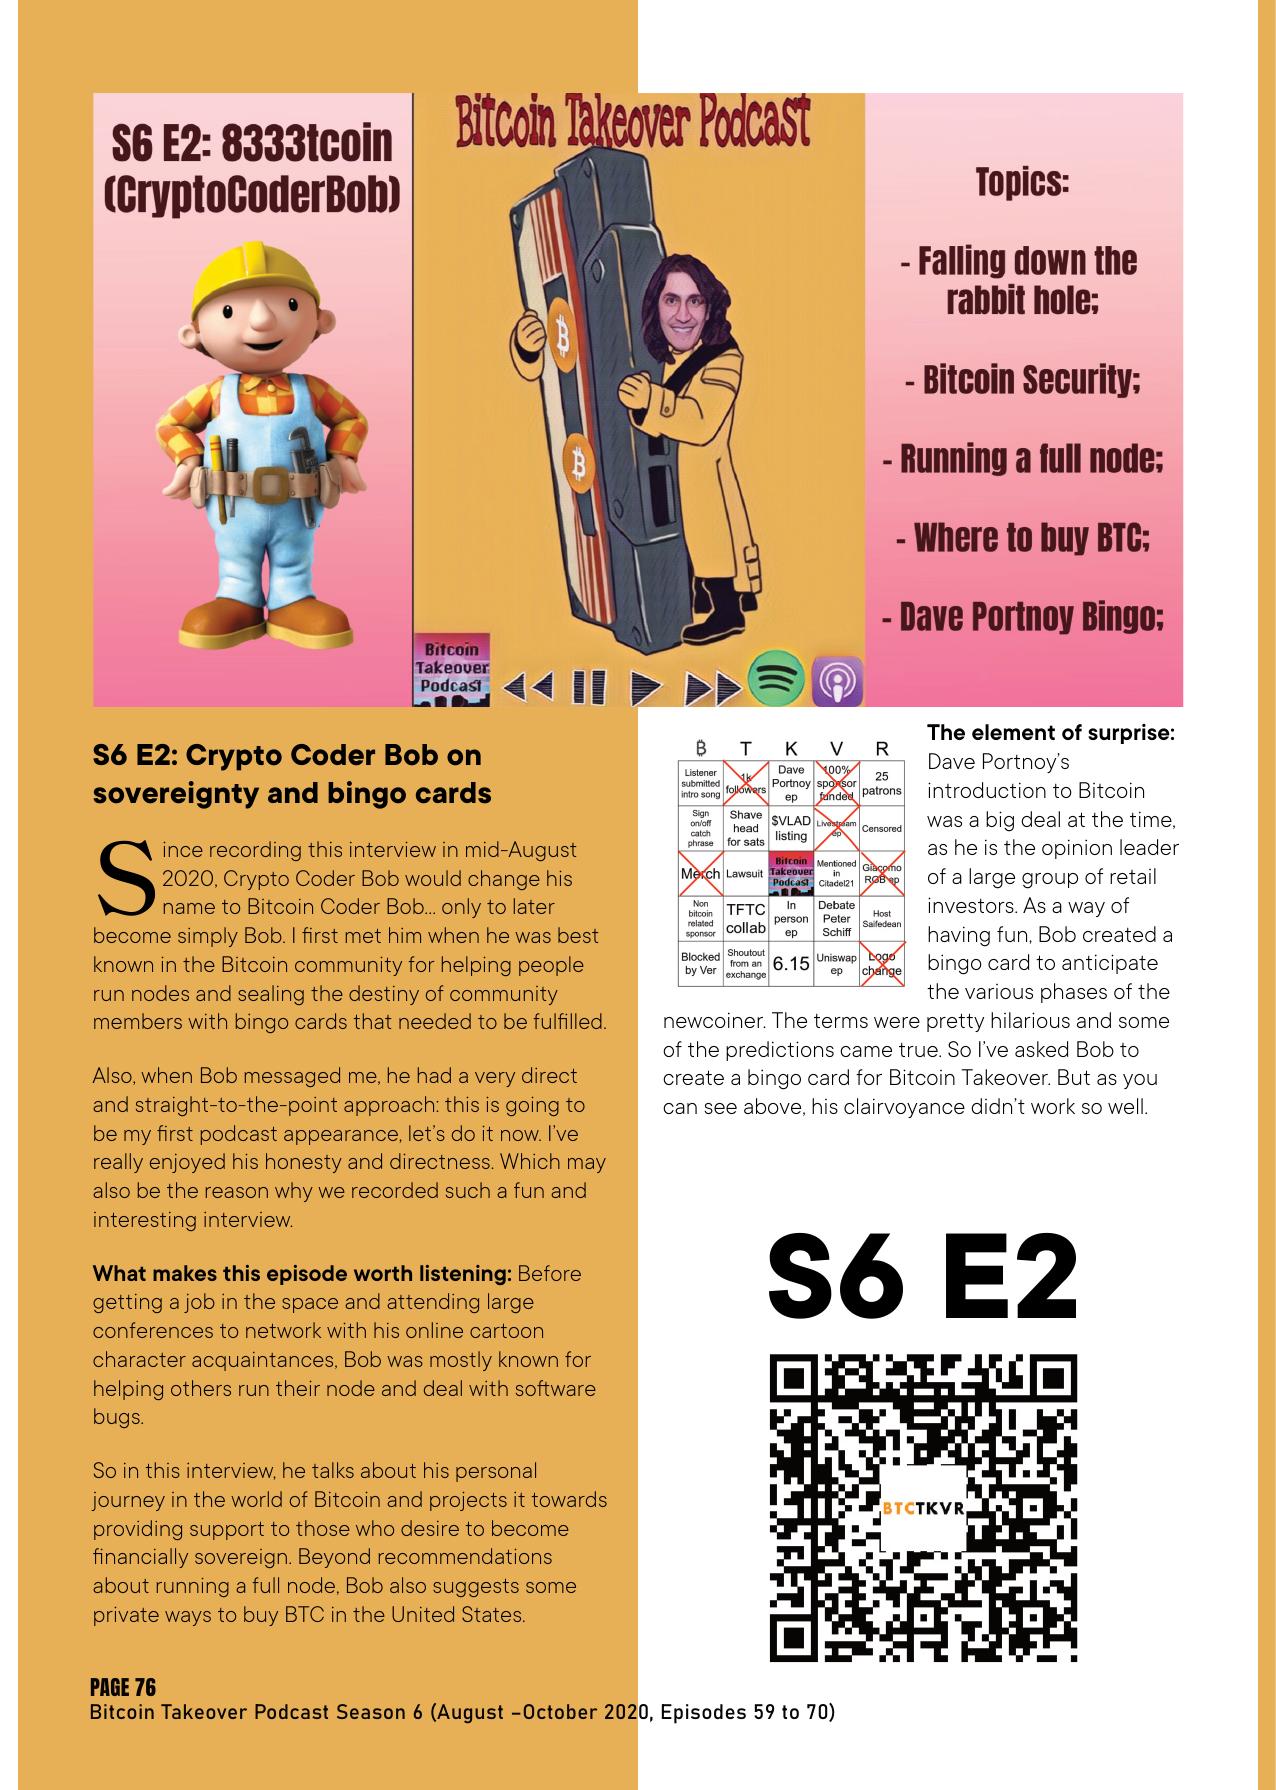 S6 E2: 8333tcoin
(CryptoCoderBob)
Bitcoin Takeover Podcast
Bitcoin
Takeover
Podcast
Topics:
- Falling down the
rabbit hole;
- Bitcoin Security;
- Running a full node;
- Where to buy BTC;
- Dave Portnoy Bingo;
S6 E2: Crypto Coder Bob on
sovereignty and bingo cards
Since recording this interview in mid-August
2020, Crypto Coder Bob would change his
name to Bitcoin Coder Bob... only to later
become simply Bob. I first met him when he was best
known in the Bitcoin community for helping people
run nodes and sealing the destiny of community
members with bingo cards that needed to be fulfilled.
Also, when Bob messaged me, he had a very direct
and straight-to-the-point approach: this is going to
be my first podcast appearance, let's do it now. I've
really enjoyed his honesty and directness. Which may
also be the reason why we recorded such a fun and
interesting interview.
What makes this episode worth listening: Before
getting a job in the space and attending large
conferences to network with his online cartoon
character acquaintances, Bob was mostly known for
helping others run their node and deal with software
bugs.
So in this interview, he talks about his personal
journey in the world of Bitcoin and projects it towards
providing support to those who desire to become
financially sovereign. Beyond recommendations
about running a full node, Bob also suggests some
private ways to buy BTC in the United States.
₿ T K V R
Listener
submitted
intro song
1k
followers
Dave
Portnoy
ep
100%
sponsor
funded
25
patrons
Sign
on/off
catch
phrase
Shave
head
for sats
$VLAD
listing
Livestream
ep
Censored
Merch
Lawsuit
Bitcoin
Takeover
Podcast
Mentioned
in
Citadel21
Giacomo
ROB ep
Non
bitcoin
related
sponsor
TFTC
collab
In
person
ep
Debate
Peter
Schiff
Host
Saifedean
Blocked
by Ver
Shoutout
from an
exchange
6.15
Uniswap
ep
Logo
change
The element of surprise:
Dave Portnoy's
introduction to Bitcoin
was a big deal at the time,
as he is the opinion leader
of a large group of retail
investors. As a way of
having fun, Bob created a
bingo card to anticipate
the various phases of the
newcoiner. The terms were pretty hilarious and some
of the predictions came true. So I've asked Bob to
create a bingo card for Bitcoin Takeover. But as you
can see above, his clairvoyance didn't work so well.
S6 E2
BTCTKVR
PAGE 76
Bitcoin Takeover Podcast Season 6 (August –October 2020, Episodes 59 to 70)